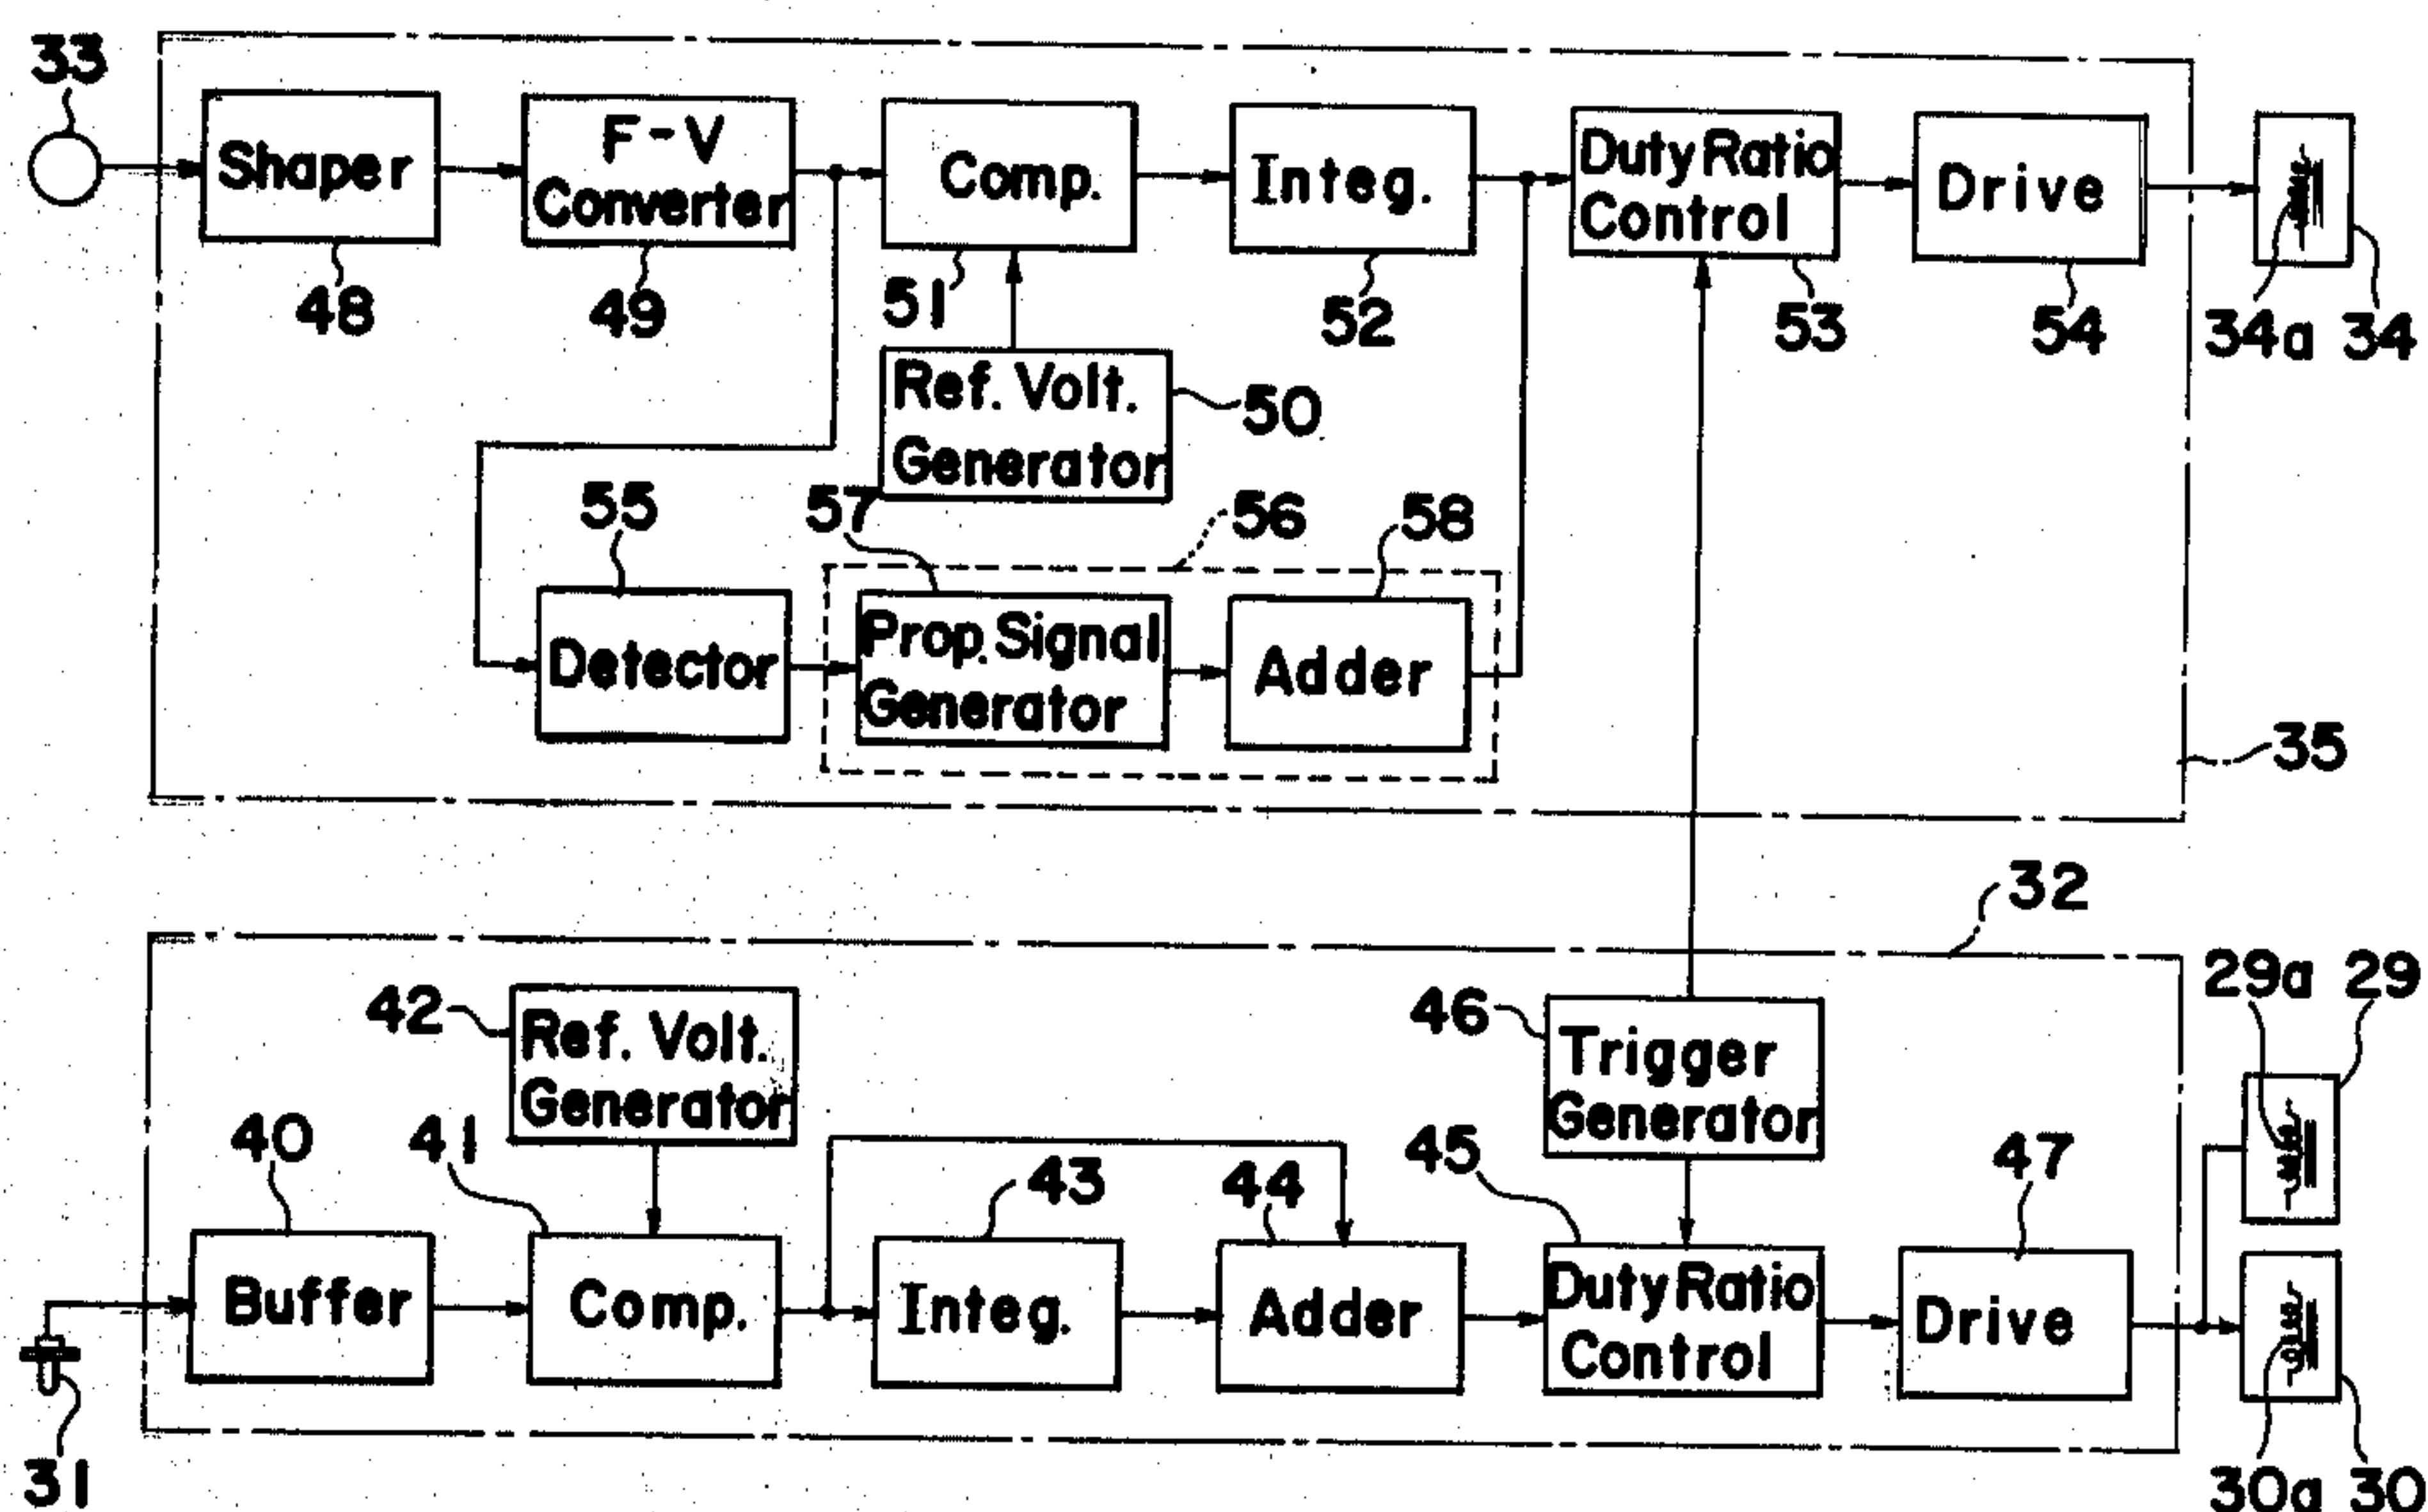 33
Shaper
F-V
Converter
Comp.
Integ.
Duty Ratio
Control
Drive
48
49
51
52
53
54
34a 34
Ref. Volt.
Generator
50
55
57
56
58
Detector
Prop. Signal
Generator
Adder
35
32
42
Ref. Volt.
Generator
46
Trigger
Generator
29a 29
40
41
43
44
45
47
Buffer
Comp.
Integ.
Adder
Duty Ratio
Control
Drive
31
30a 30